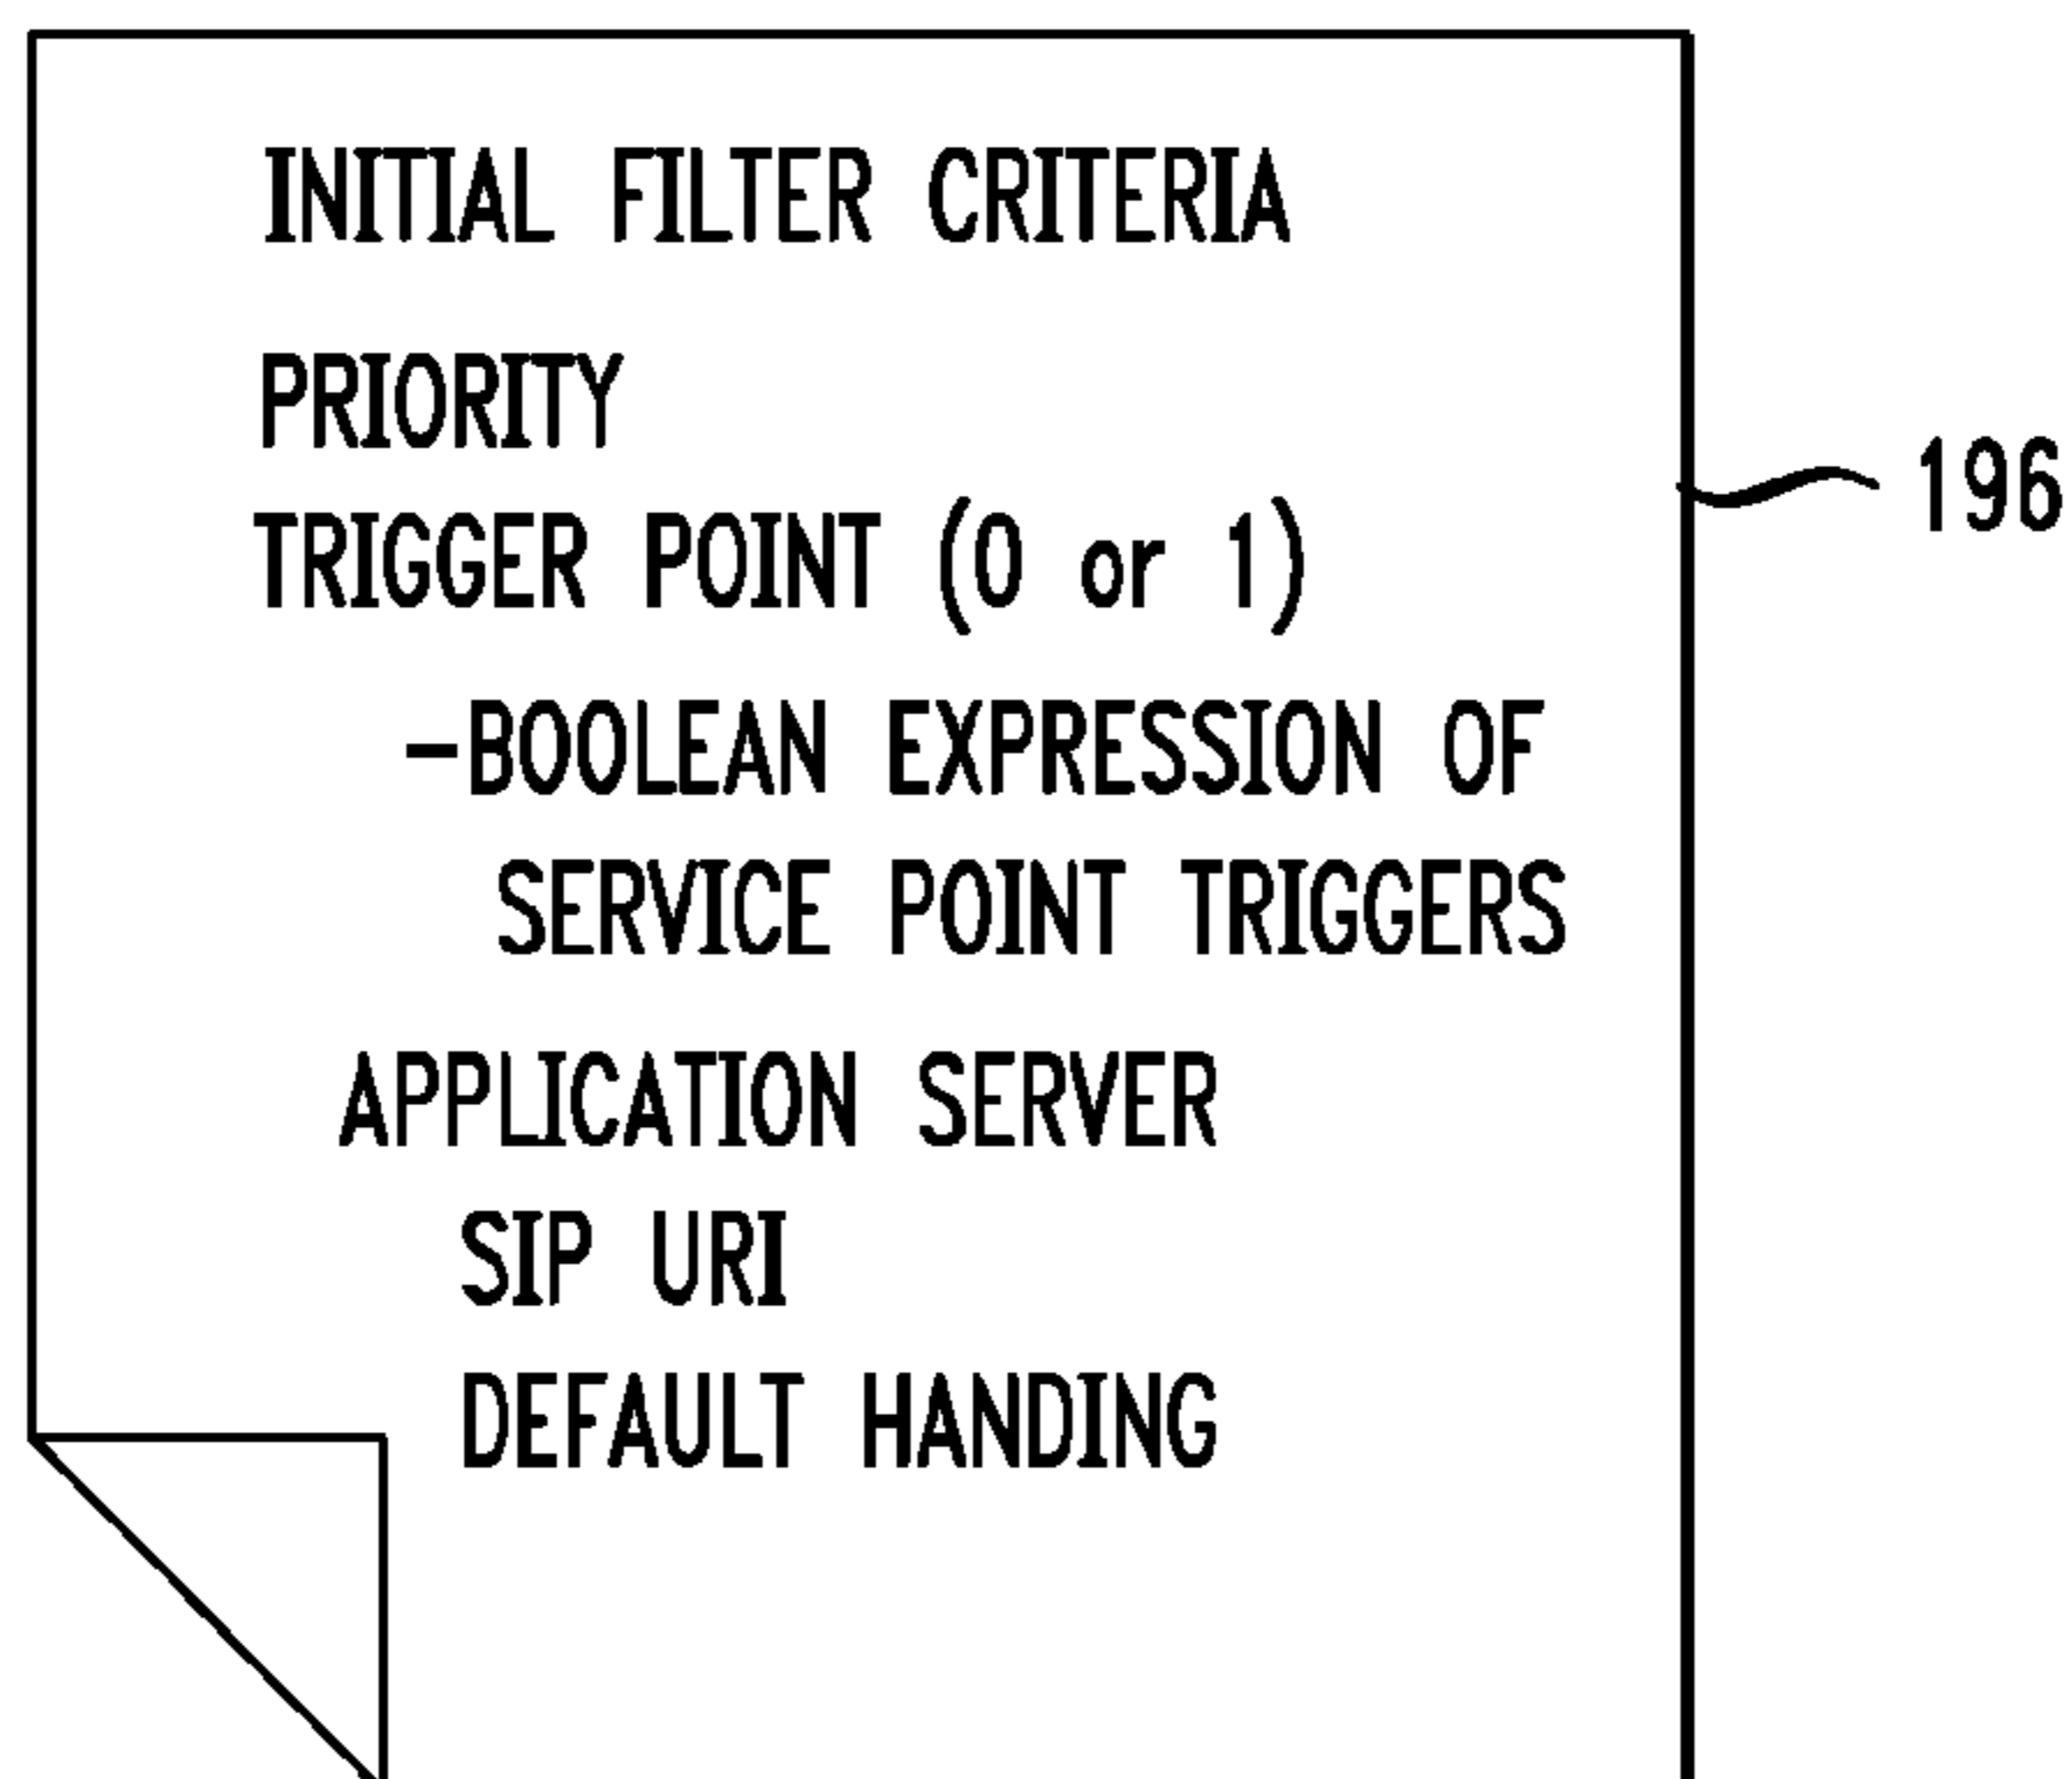 INITIAL FILTER CRITERIA
PRIORITY
196
TRIGGER POINT (0 or 1)
-BOOLEAN EXPRESSION OF
SERVICE POINT TRIGGERS
APPLICATION SERVER
SIP URI
DEFAULT HANDING